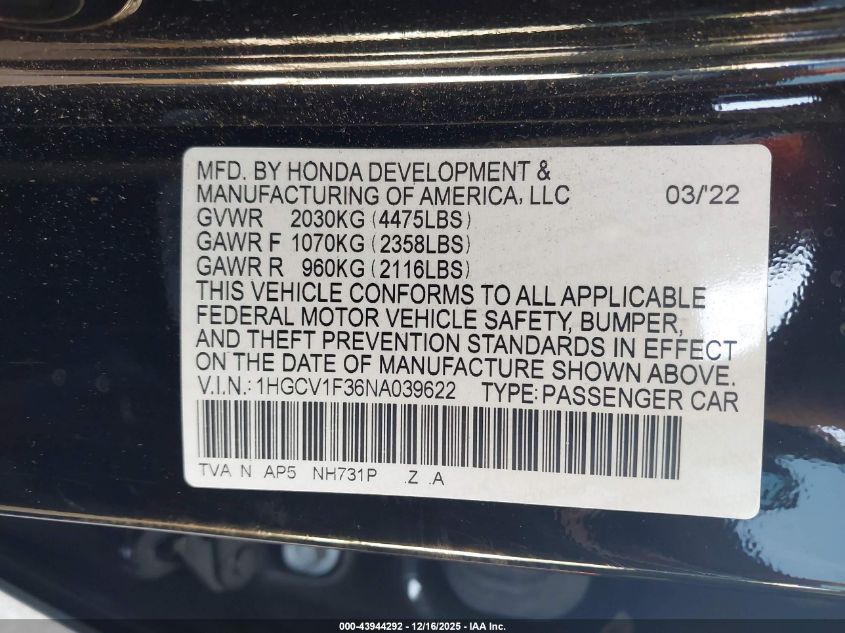 MFD. BY HONDA DEVELOPMENT &
MANUFACTURING OF AMERICA, LLC 03/'22
GVWR 2030KG (4475LBS)
GAWR F 1070KG (2358LBS)
GAWR R 960KG (2116LBS)
THIS VEHICLE CONFORMS TO ALL APPLICABLE
FEDERAL MOTOR VEHICLE SAFETY, BUMPER,
AND THEFT PREVENTION STANDARDS IN EFFECT
ON THE DATE OF MANUFACTURE SHOWN ABOVE.
V.I.N.: 1HGCV1F36NA039622 TYPE: PASSENGER CAR
TVA N AP5 NH731P .Z .A
000-43944292 - 12/16/2025 - IAA Inc.